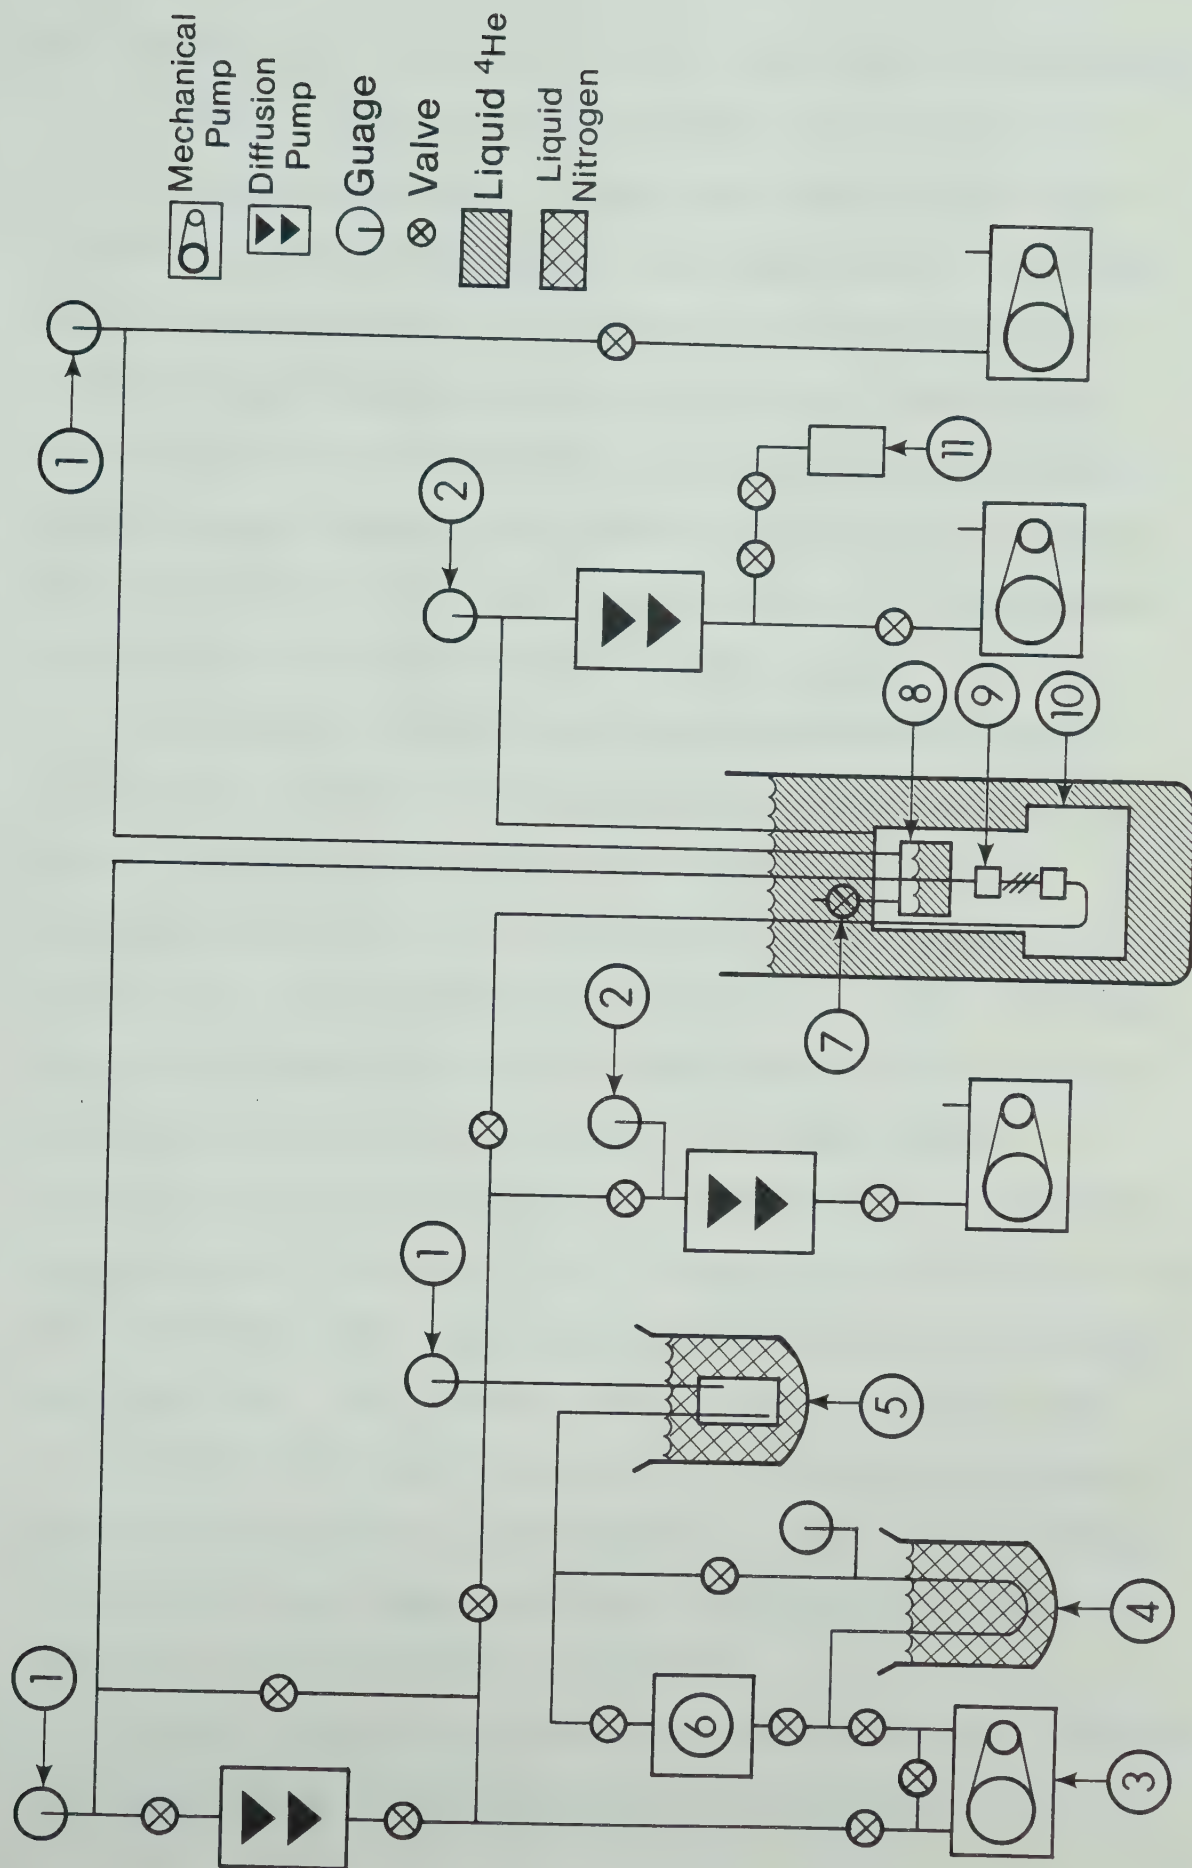 Mechanical
Pump
Diffusion
Pump
Guage
Valve
Liquid ⁴He
Liquid
Nitrogen
1
2
11
8
9
10
7
2
1
5
4
1
6
3